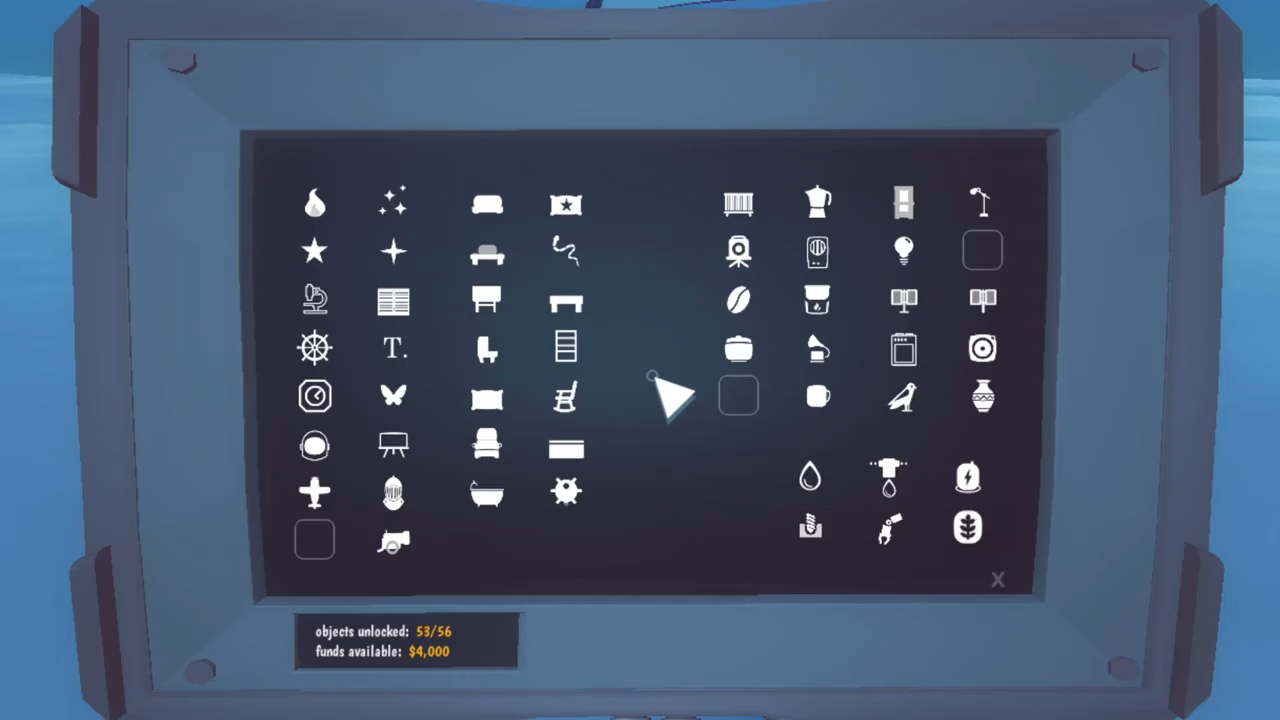 T.
X
objects unlocked: 53/56
funds available: $4,000